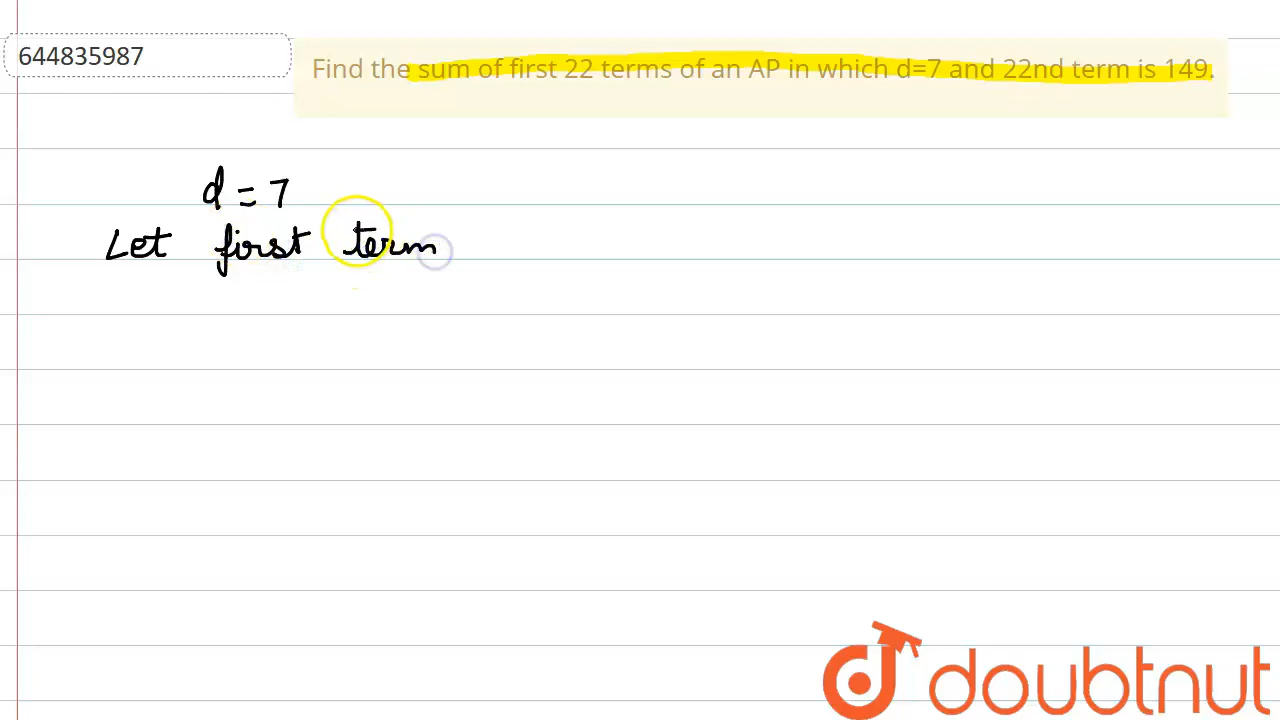 644835987
Find the sum of first 22 terms of an AP in which d=7 and 22nd term is 149.
d = 7
Let first term
doubtnut